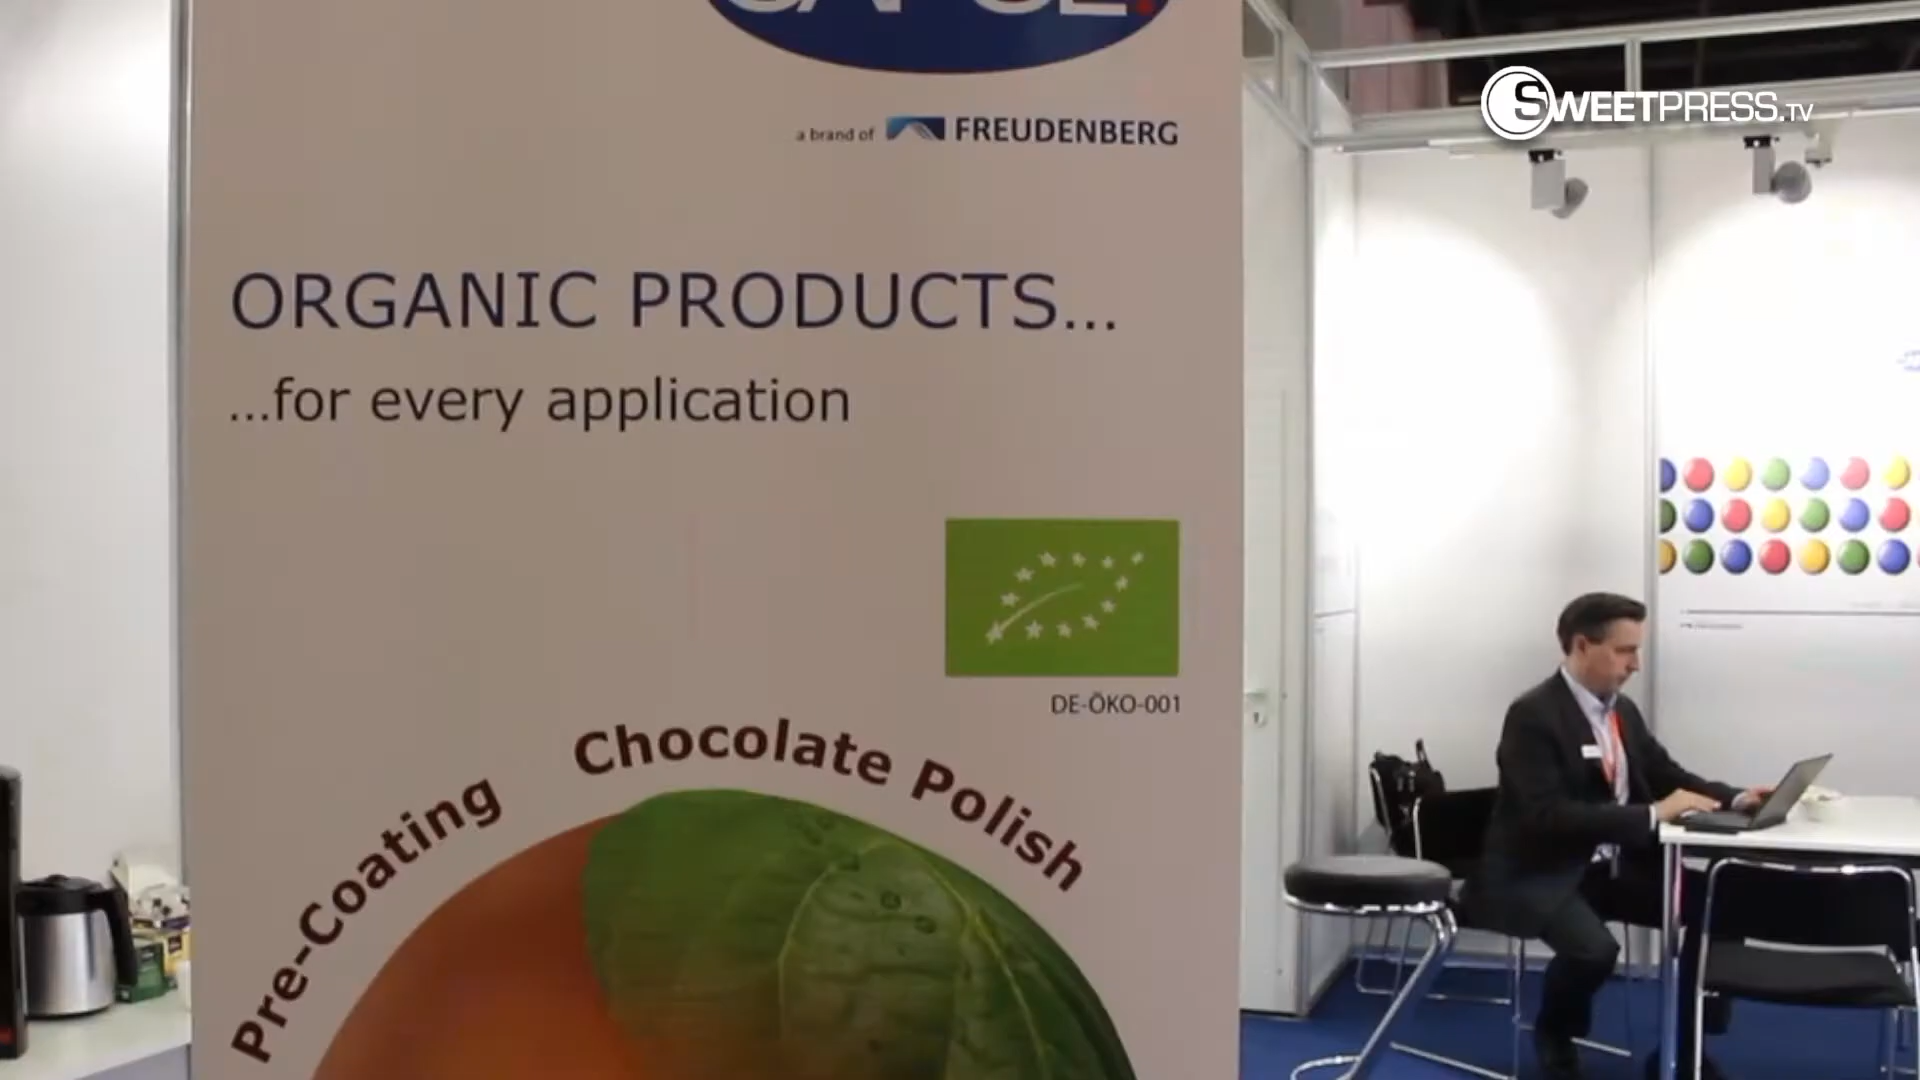 a brand of FREUDENBERG
SWEETPRESS.TV
ORGANIC PRODUCTS...
...for every application
DE-ÖKO-001
Pre-Coating
Chocolate Polish